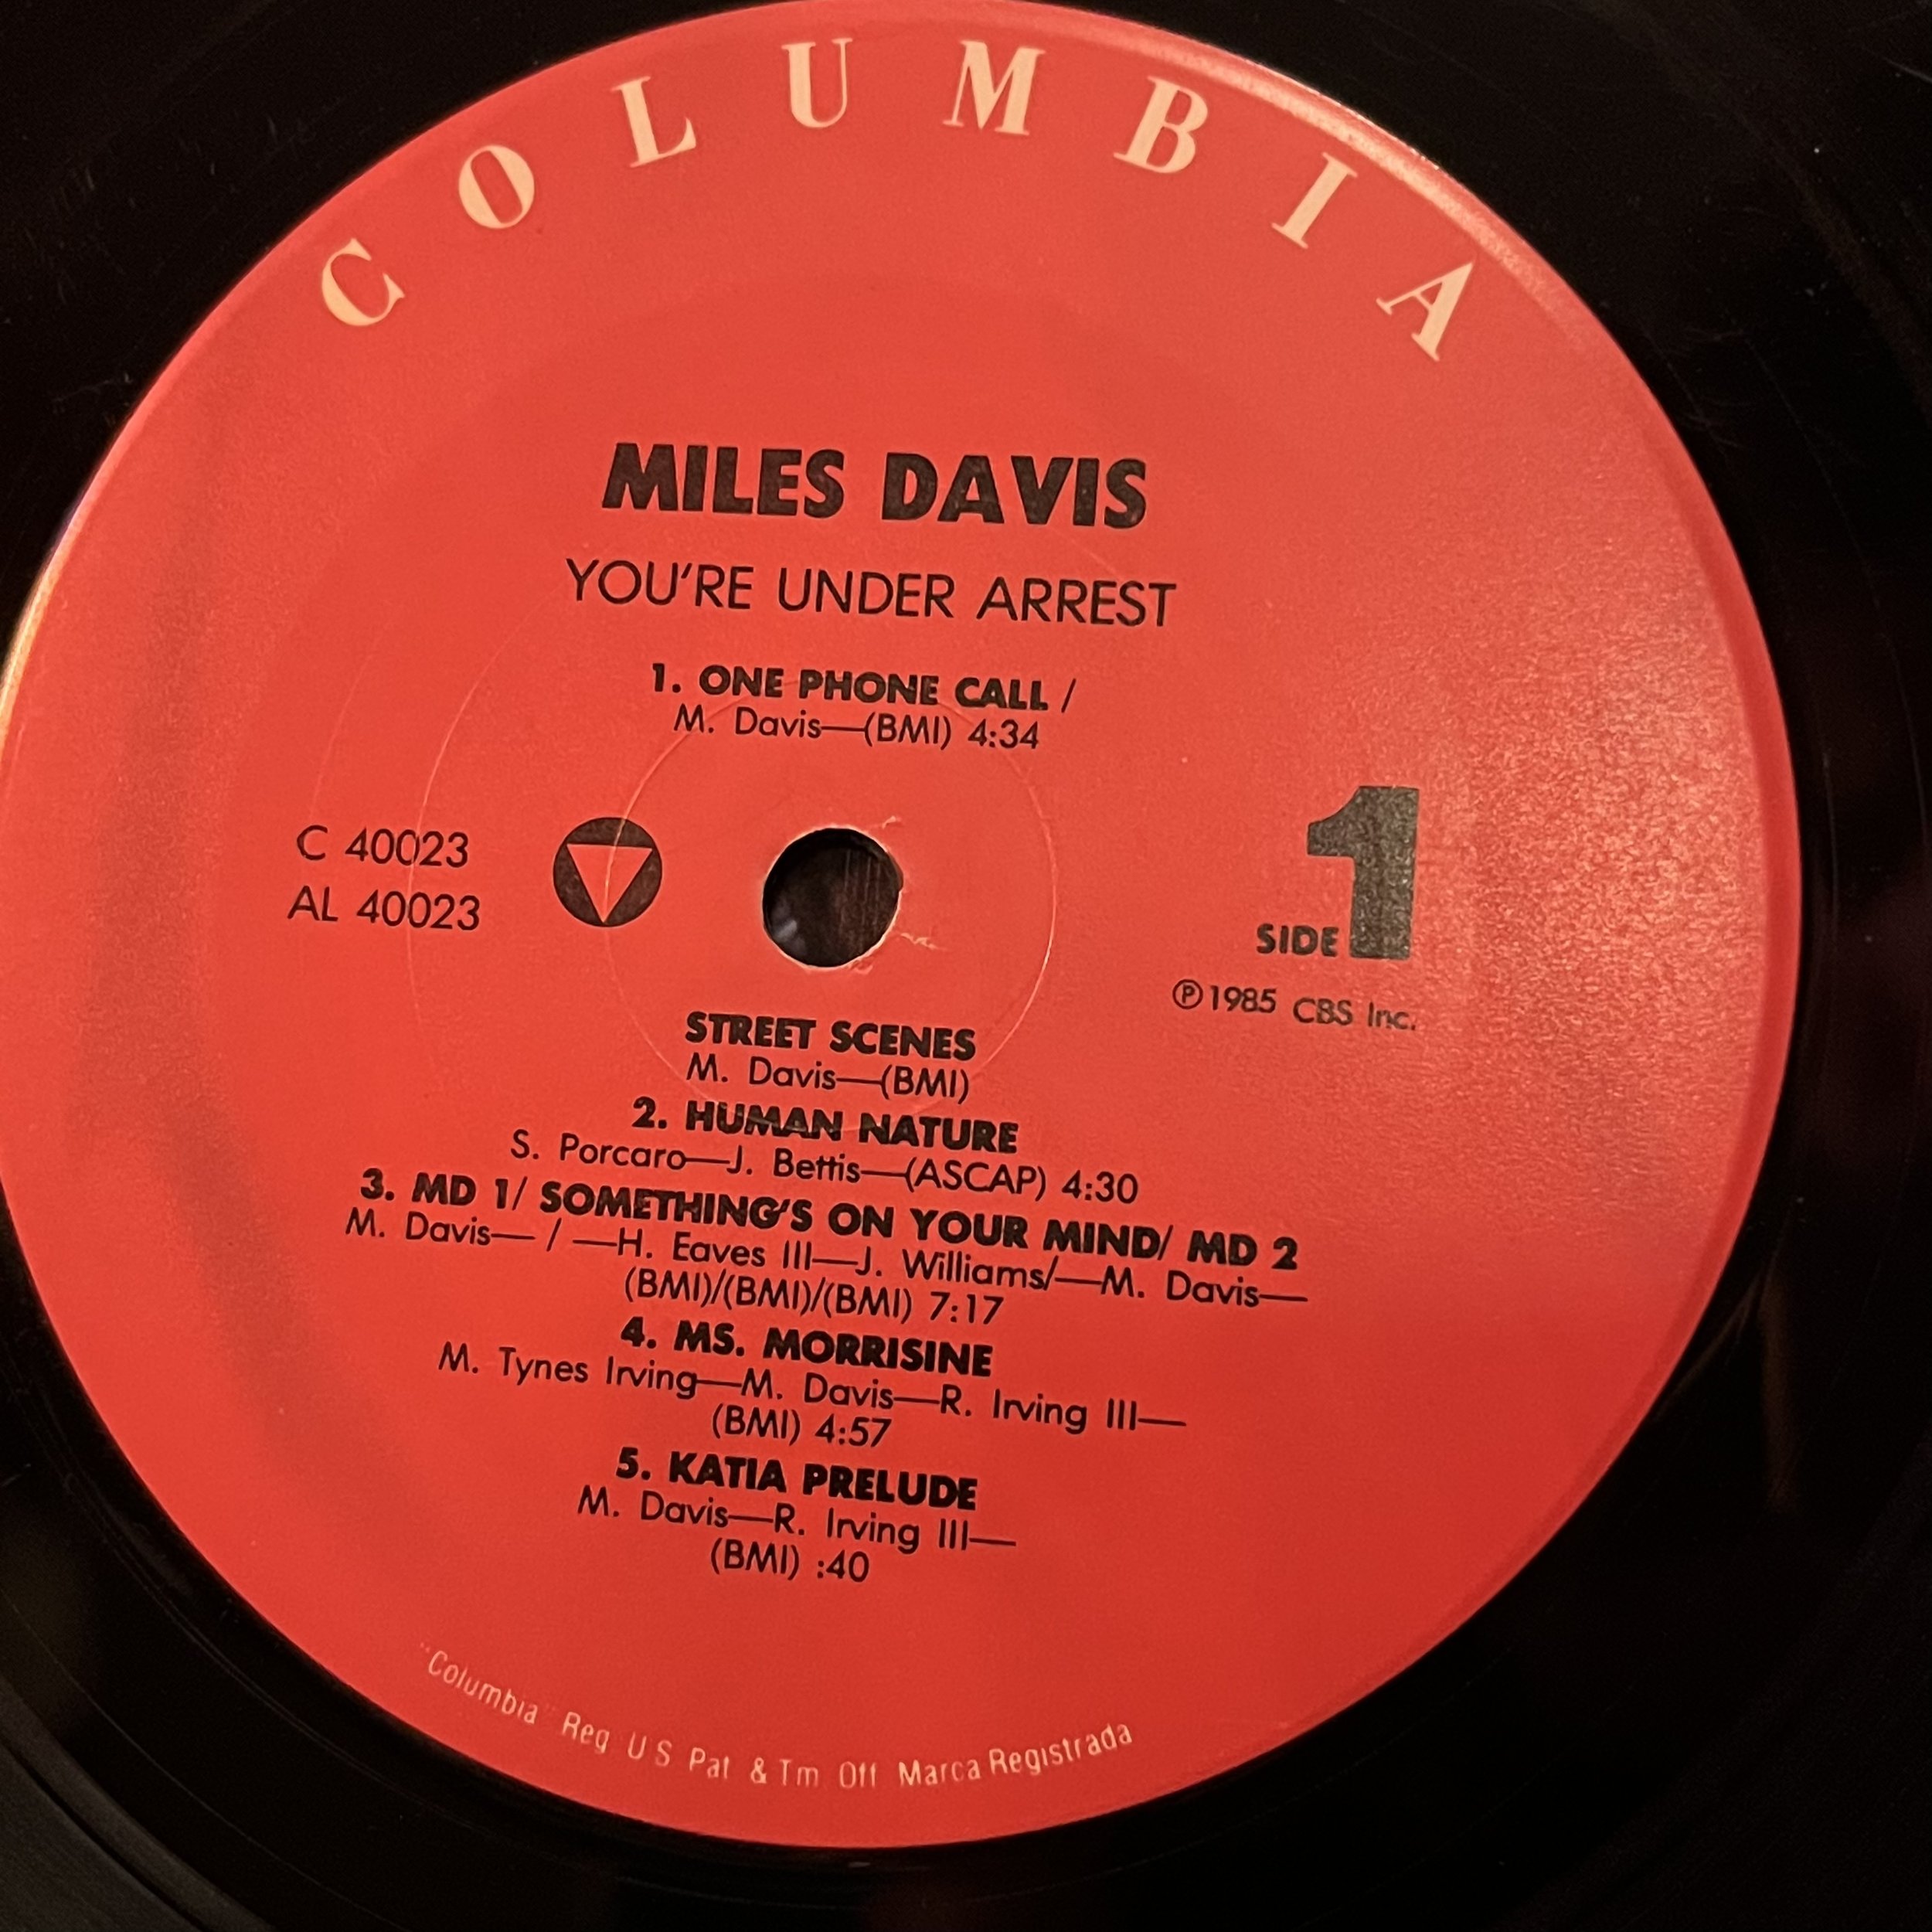 COLUMBIA
MILES DAVIS
YOU'RE UNDER ARREST
1. ONE PHONE CALL /
M. Davis—(BMI) 4:34
C 40023
AL 40023
SIDE 1
℗1985 CBS Inc.
STREET SCENES
M. Davis—(BMI)
2. HUMAN NATURE
S. Porcaro—J. Bettis—(ASCAP) 4:30
3. MD 1/ SOMETHING'S ON YOUR MIND/ MD 2
M. Davis— / —H. Eaves III—J. Williams/—M. Davis—
(BMI)/(BMI)/(BMI) 7:17
4. MS. MORRISINE
M. Tynes Irving—M. Davis—R. Irving III—
(BMI) 4:57
5. KATIA PRELUDE
M. Davis—R. Irving III—
(BMI) :40
"Columbia" Reg U S Pat & Tm Off Marca Registrada